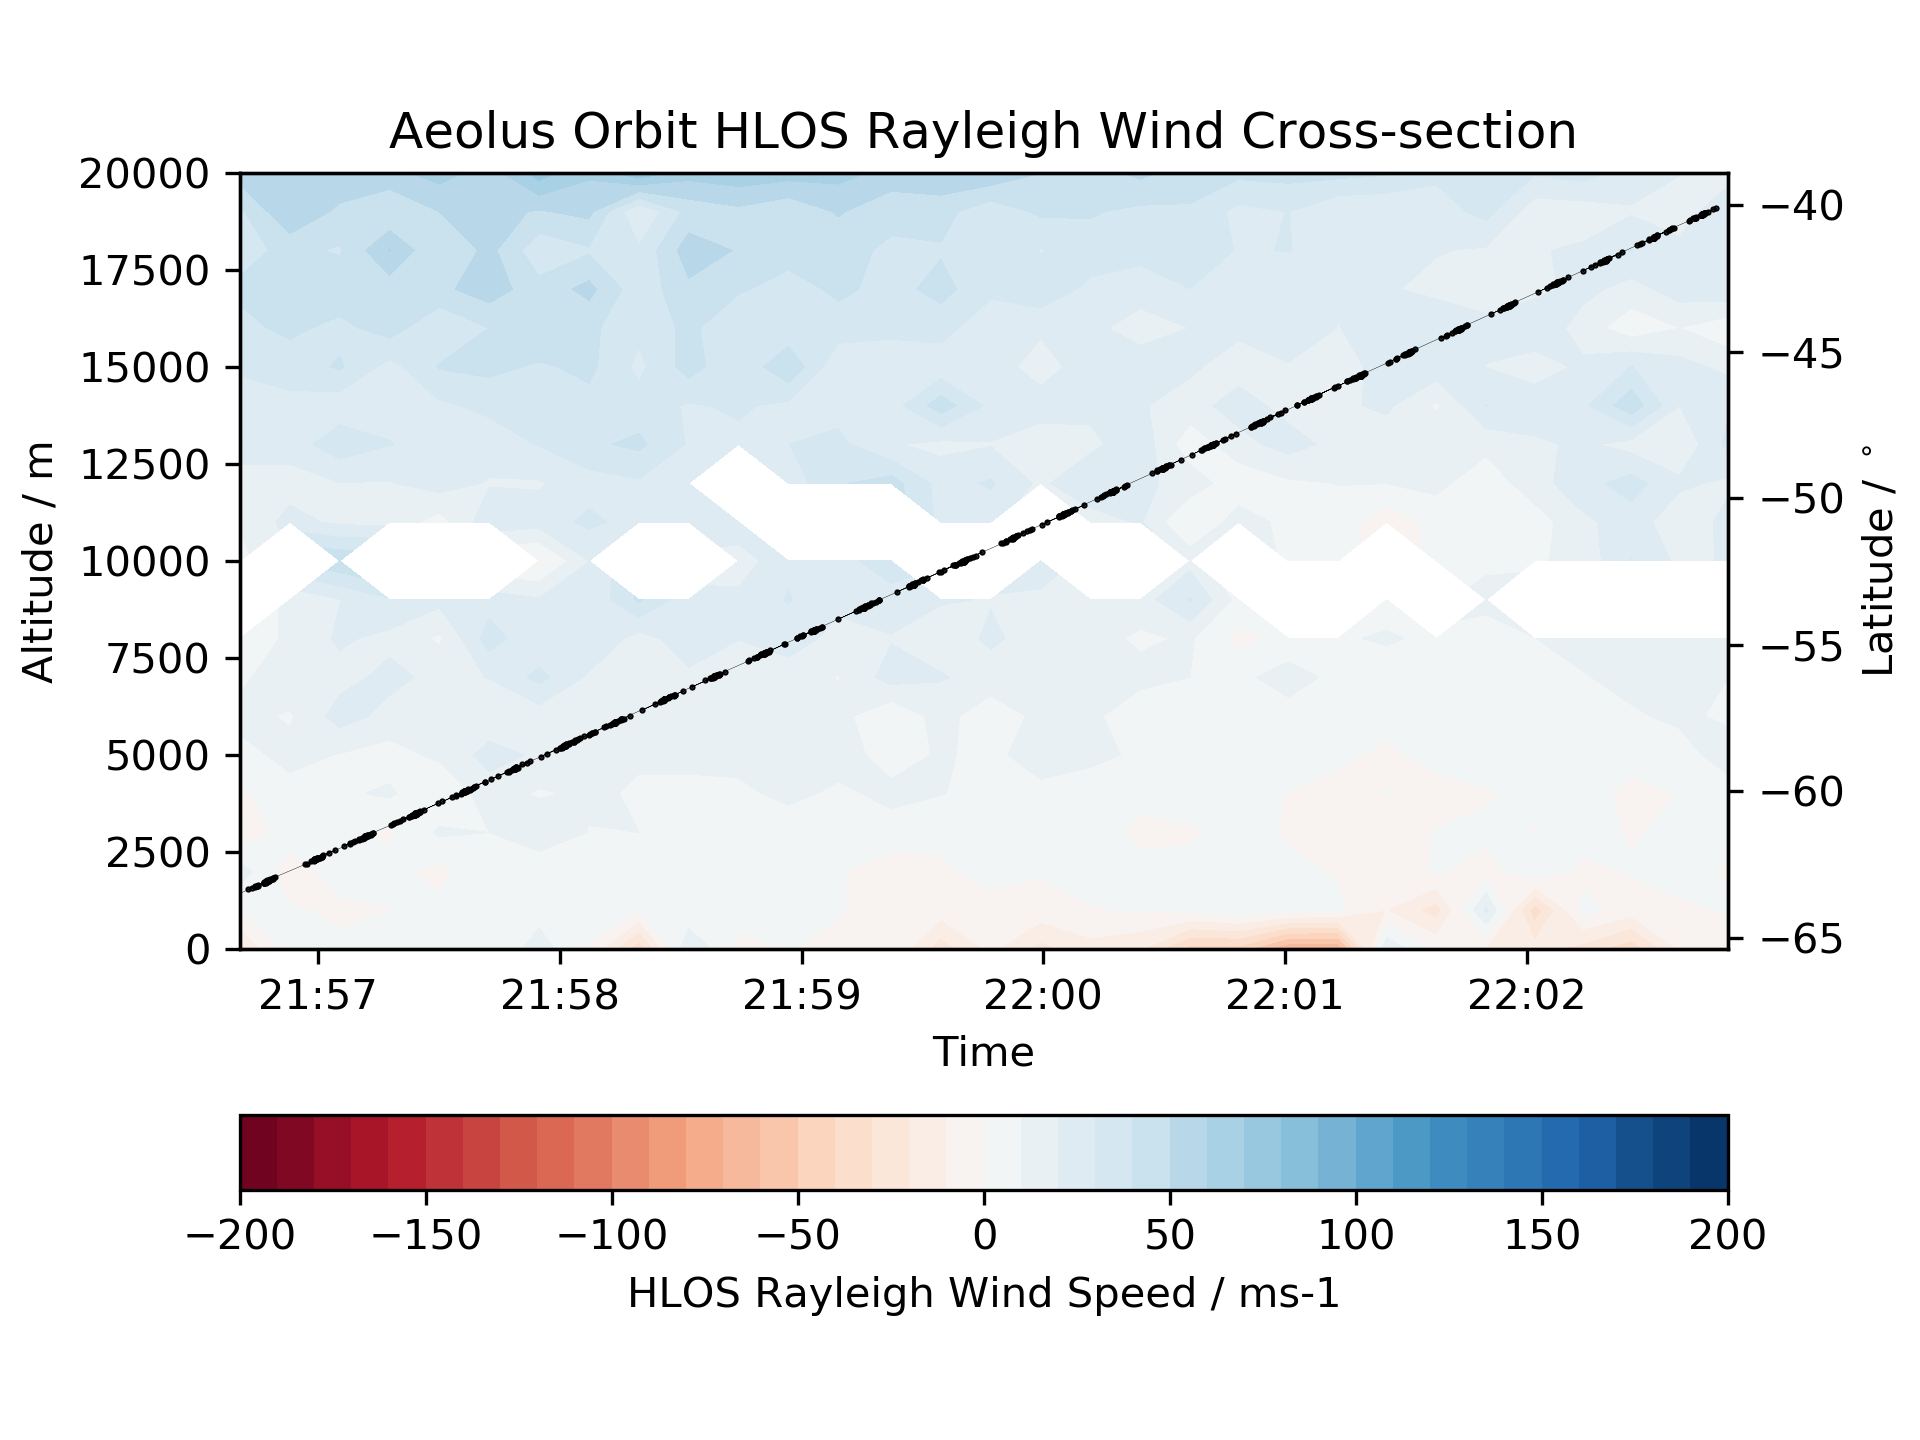 Aeolus Orbit HLOS Rayleigh Wind Cross-section
20000
17500
15000
12500
10000
7500
5000
2500
0
Altitude / m
−40
−45
−50
−55
−60
−65
Latitude / °
21:57 21:58 21:59 22:00 22:01 22:02
Time
−200 −150 −100 −50 0 50 100 150 200
HLOS Rayleigh Wind Speed / ms-1